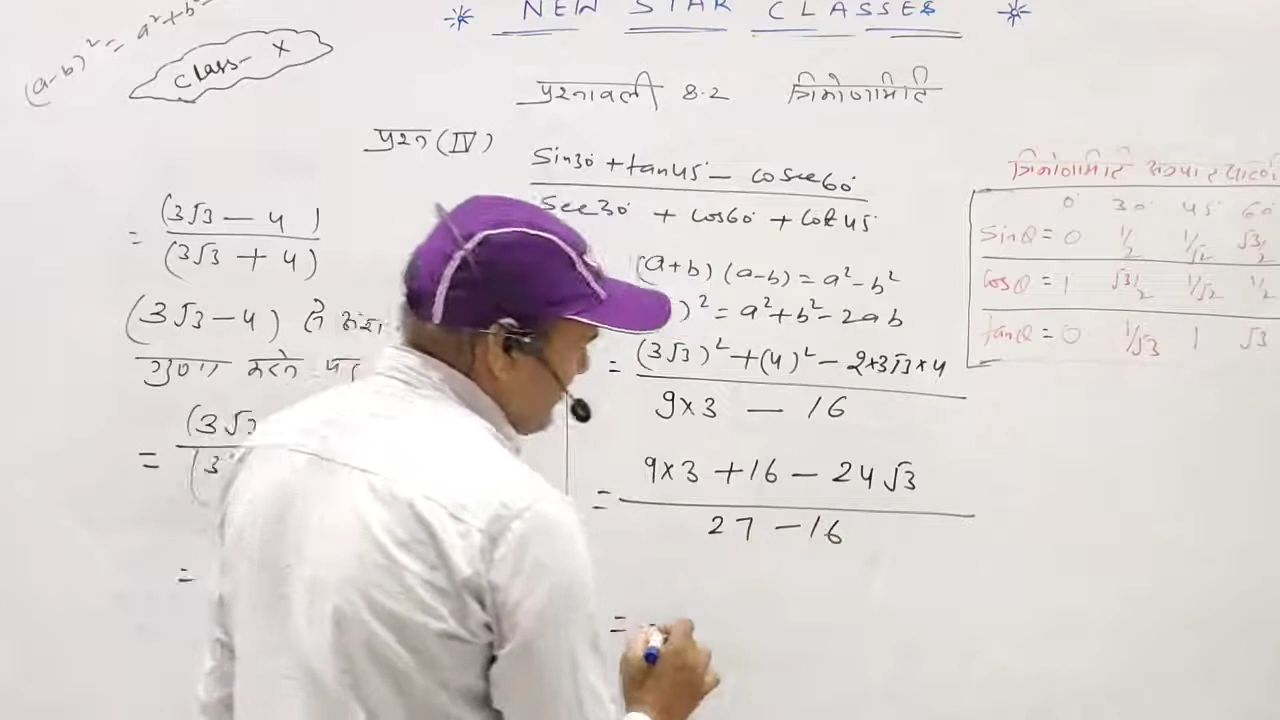 NEW STAR CLASSES
(a-b)² = a²+b²
Class- X
प्रश्नावली 8.2 त्रिकोणामिति
प्रश्न (IV)
sin30° + tan45° - cosec60°
sec30° + cos60° + cot45°
= (3√3 - 4)
(3√3 + 4)
(3√3 - 4) से
गुणा करने पर
= (3√3
(3
=
(a+b) (a-b) = a² - b²
)² = a²+b²-2ab
= (3√3)² + (4)² - 2×3√3×4
9×3 - 16
= 9×3 + 16 - 24√3
27 - 16
=
त्रिकोणामिति
0° 30° 45° 60°
sinθ = 0 1/2 1/√2 √3/2
cosθ = 1 √3/2 1/√2 1/2
tanθ = 0 1/√3 1 √3